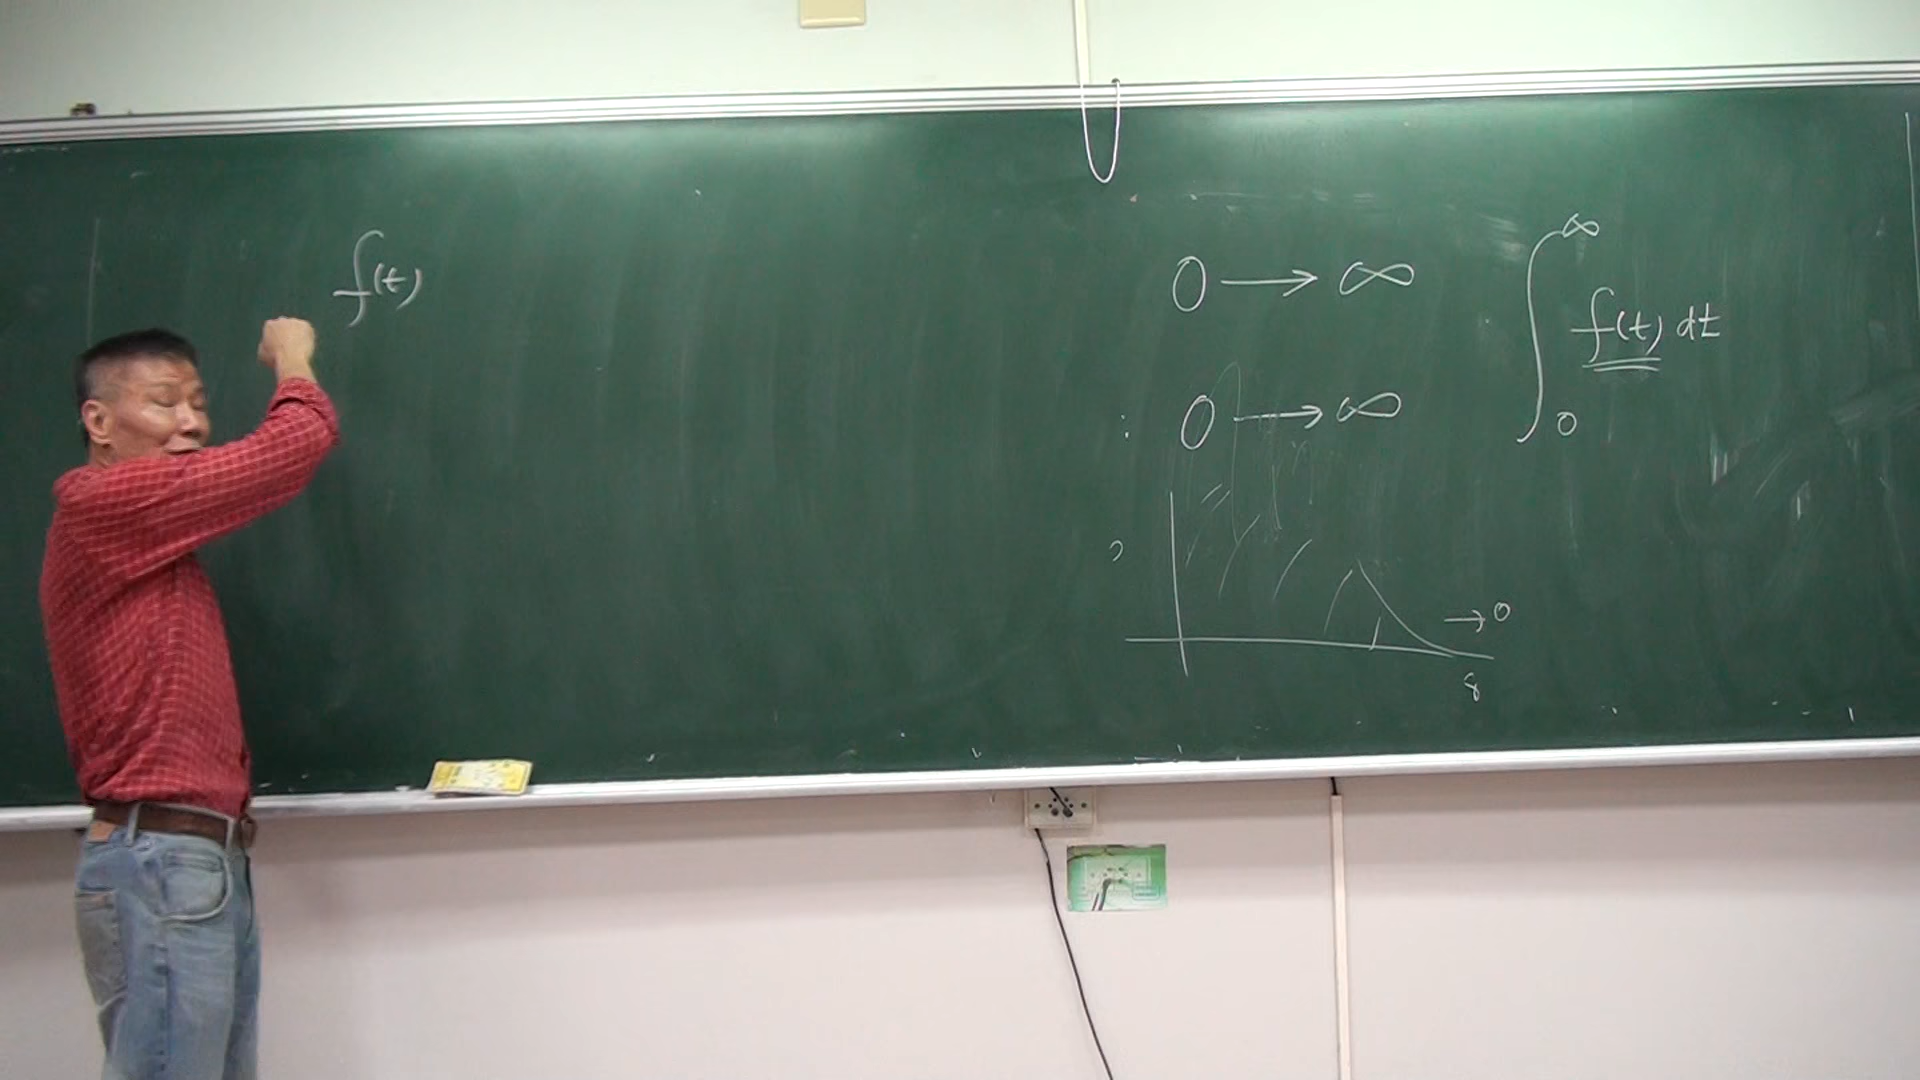 f(t)
0 → ∞
∫₀^∞ f(t) dt
0 → ∞
→ 0
∞